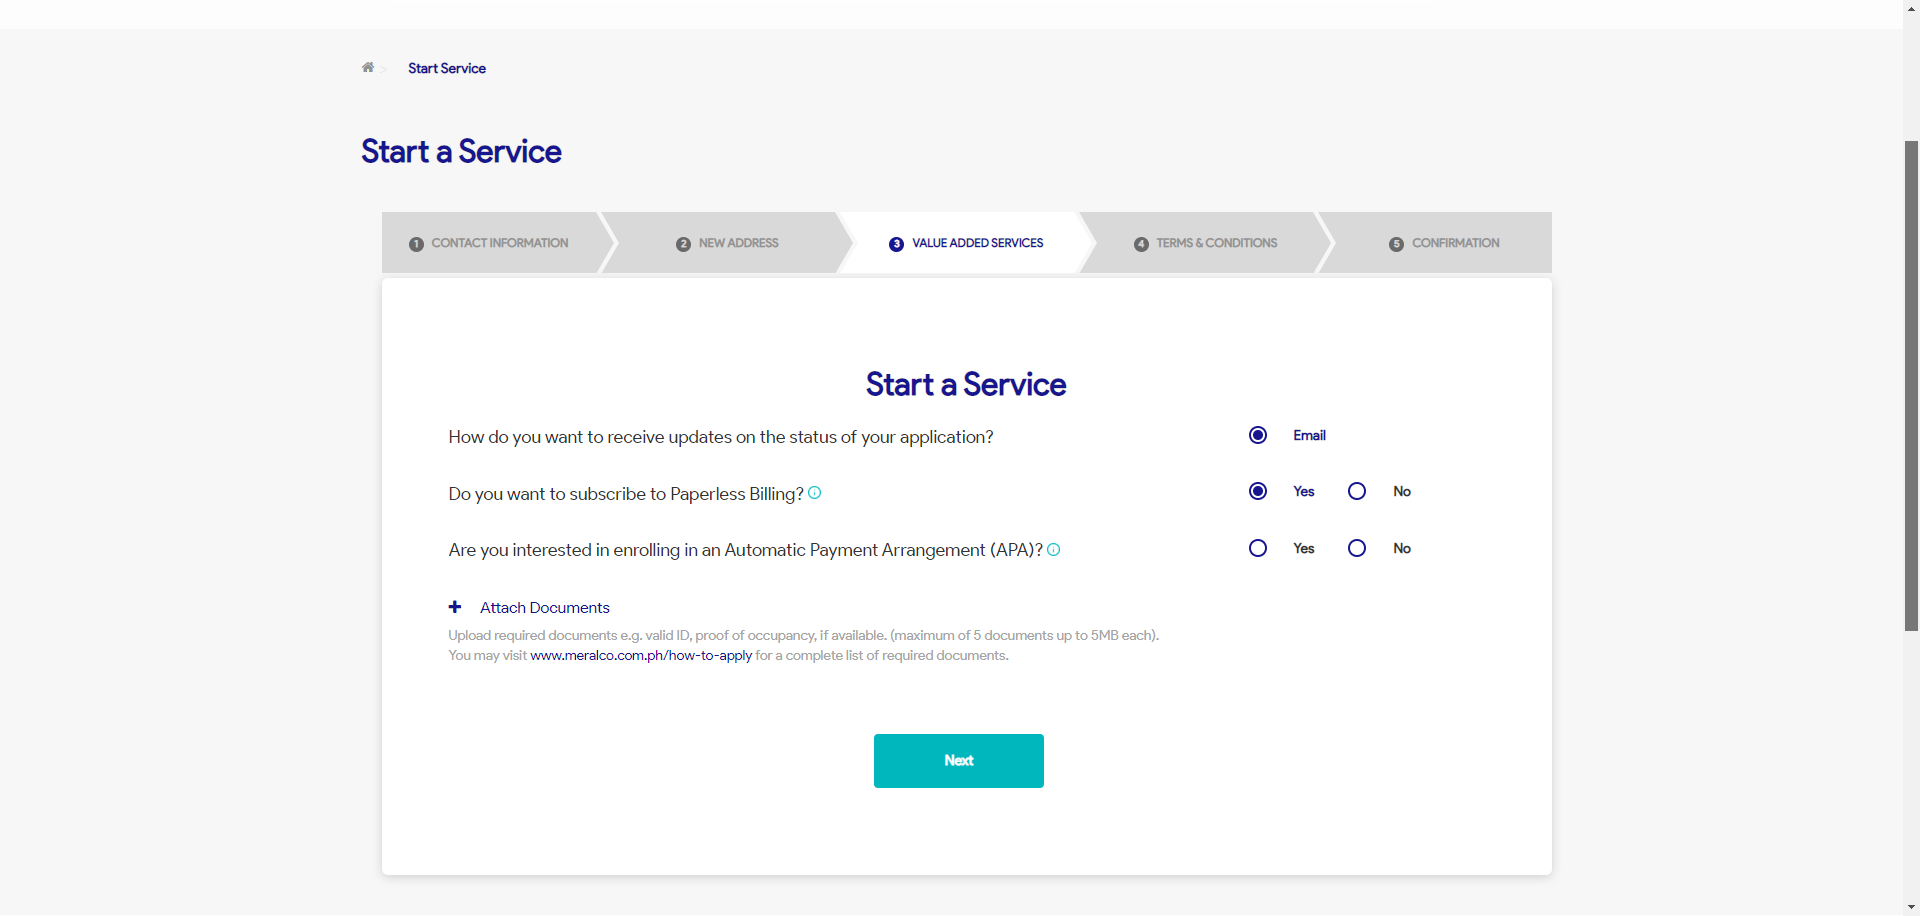 Start Service
Start a Service
1 CONTACT INFORMATION
2 NEW ADDRESS
3 VALUE ADDED SERVICES
4 TERMS & CONDITIONS
5 CONFIRMATION
Start a Service
How do you want to receive updates on the status of your application?
Email
Do you want to subscribe to Paperless Billing?
Yes No
Are you interested in enrolling in an Automatic Payment Arrangement (APA)?
Yes No
+ Attach Documents
Upload required documents e.g. valid ID, proof of occupancy, if available. (maximum of 5 documents up to 5MB each).
You may visit www.meralco.com.ph/how-to-apply for a complete list of required documents.
Next